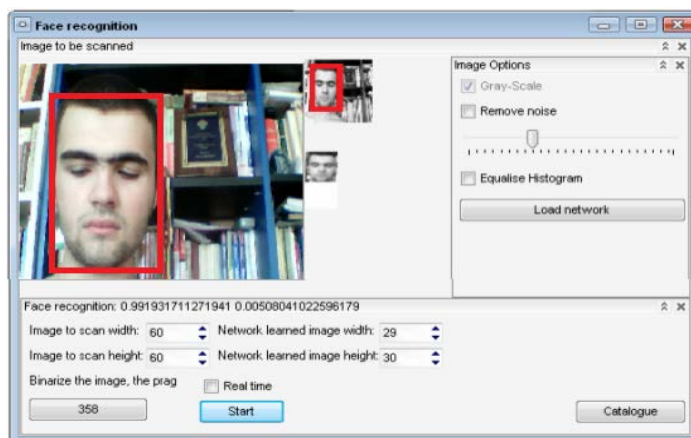 Face recognition
Image to be scanned
Image Options
Gray-Scale
Remove noise
Equalise Histogram
Load network
Face recognition: 0.991931711271941 0.00508041022596179
Image to scan width: 60 Network learned image width: 29
Image to scan height: 60 Network learned image height: 30
Binarize the image, the prag Real time
358 Start Catalogue